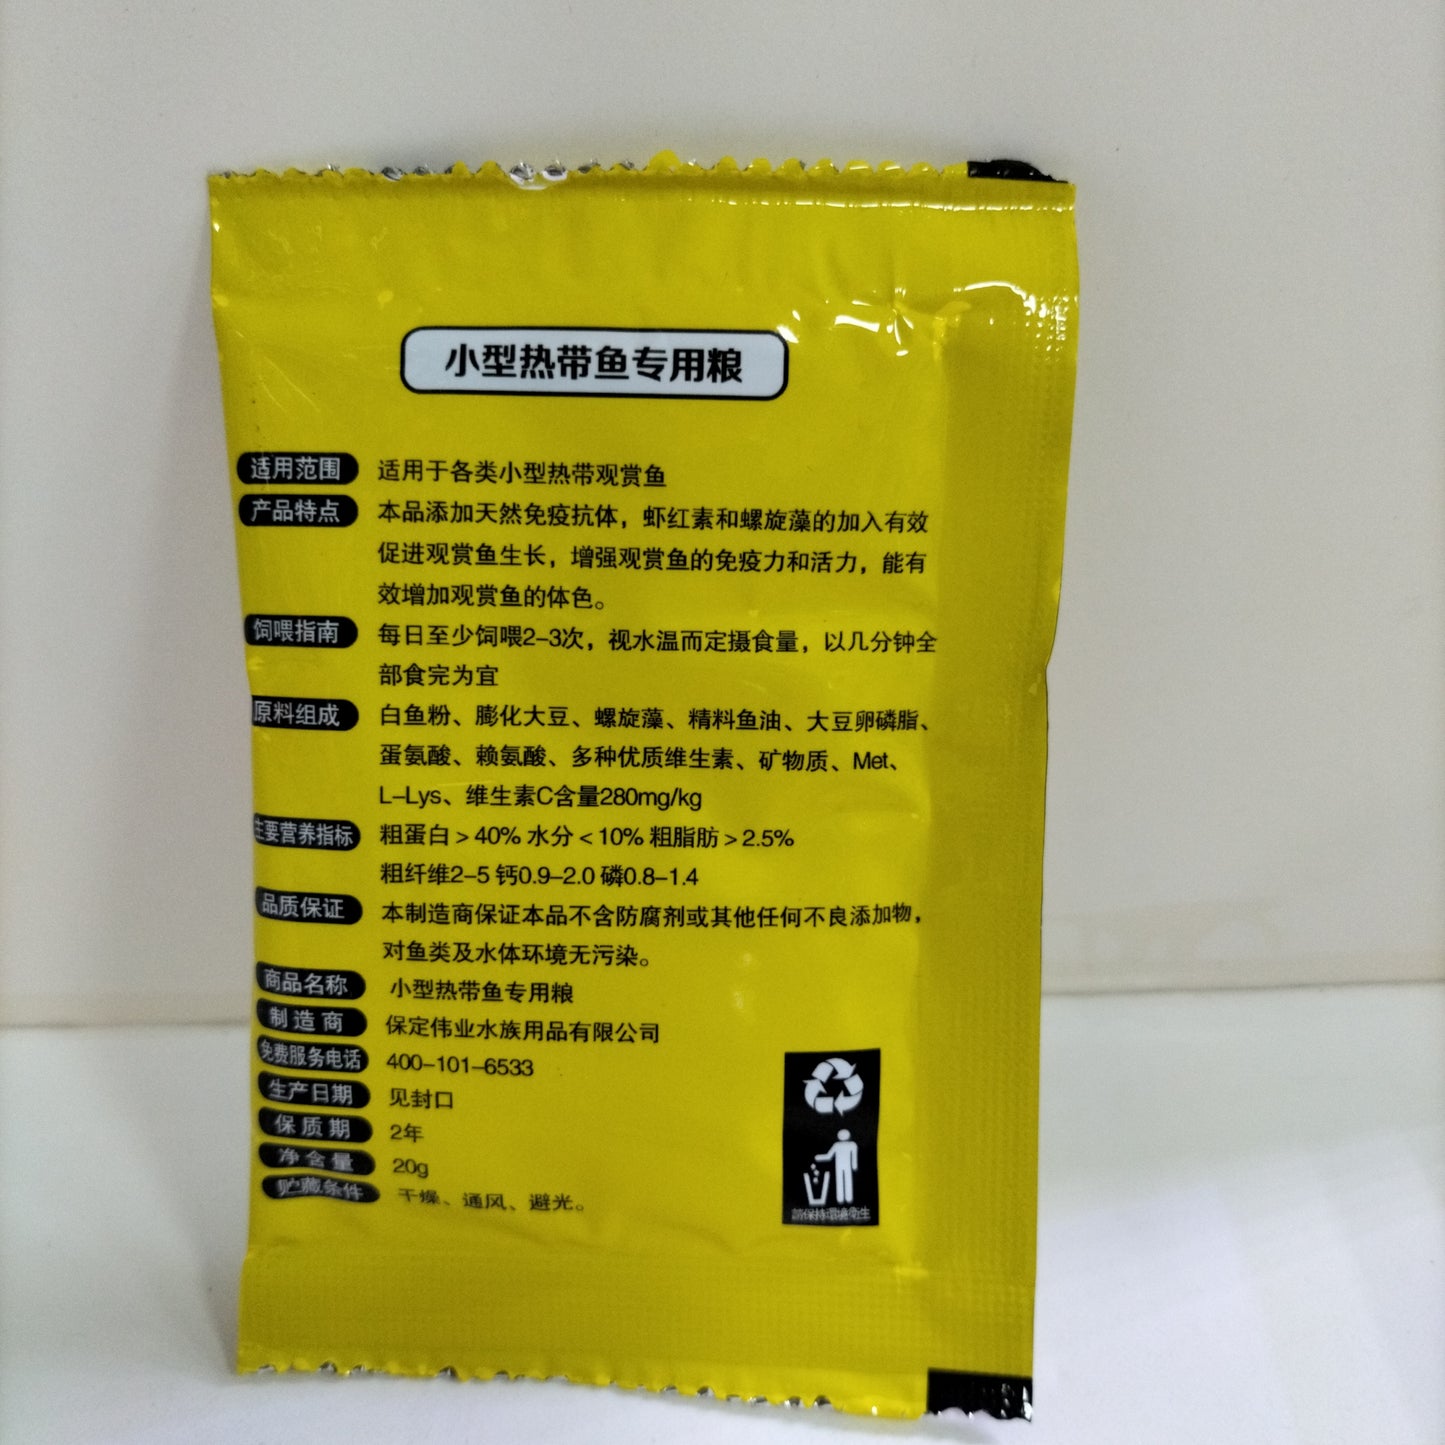 小型热带鱼专用粮
适用范围 适用于各类小型热带观赏鱼
产品特点 本品添加天然免疫抗体，虾红素和螺旋藻的加入有效
促进观赏鱼生长，增强观赏鱼的免疫力和活力，能有
效增加观赏鱼的体色。
饲喂指南 每日至少饲喂2-3次，视水温而定摄食量，以几分钟全
部食完为宜
原料组成 白鱼粉、膨化大豆、螺旋藻、精料鱼油、大豆卵磷脂、
蛋氨酸、赖氨酸、多种优质维生素、矿物质、Met、
L-Lys、维生素C含量280mg/kg
主要营养指标 粗蛋白>40% 水分<10% 粗脂肪>2.5%
粗纤维2-5 钙0.9-2.0 磷0.8-1.4
品质保证 本制造商保证本品不含防腐剂或其他任何不良添加物，
对鱼类及水体环境无污染。
商品名称 小型热带鱼专用粮
制造商 保定伟业水族用品有限公司
免费服务电话 400-101-6533
生产日期 见封口
保质期 2年
净含量 20g
贮藏条件 干燥、通风、避光。
請保持環境衛生